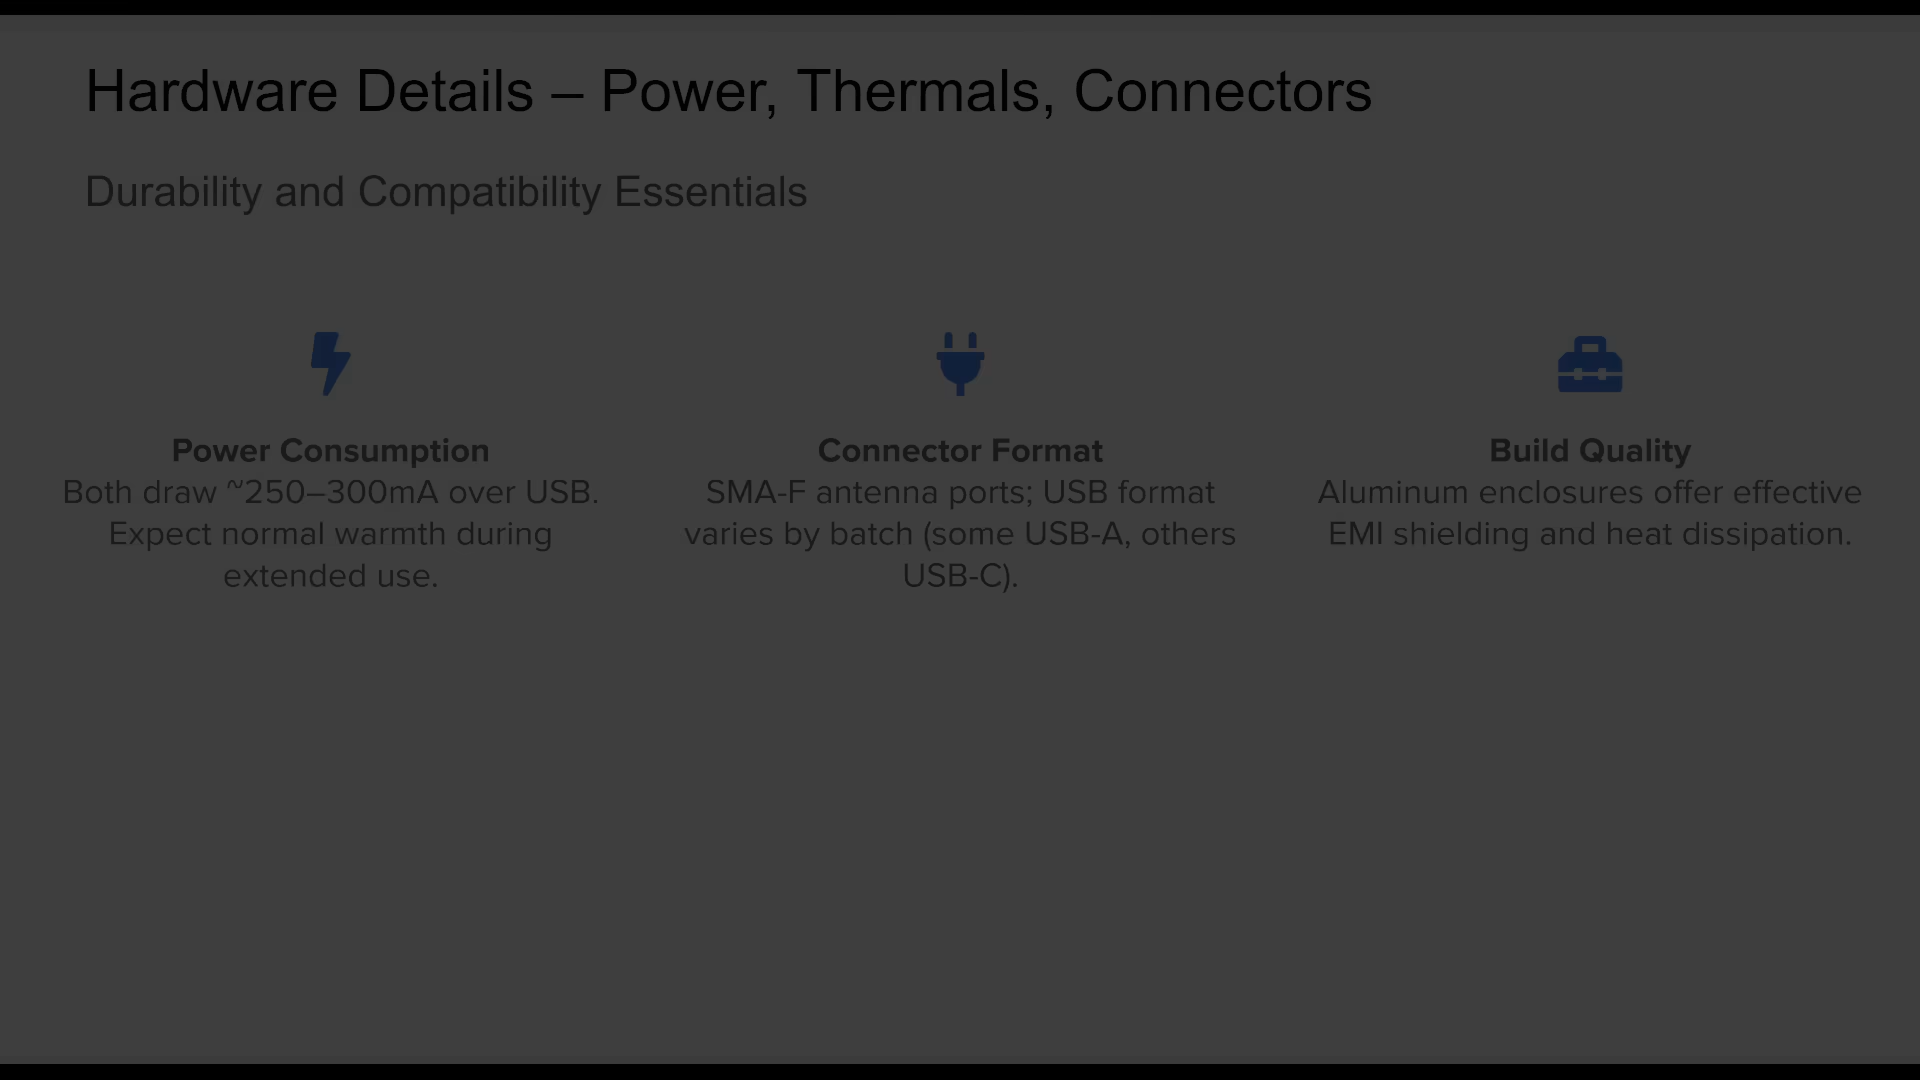 Hardware Details – Power, Thermals, Connectors
Durability and Compatibility Essentials
Power Consumption
Both draw ~250–300mA over USB.
Expect normal warmth during
extended use.
Connector Format
SMA-F antenna ports; USB format
varies by batch (some USB-A, others
USB-C).
Build Quality
Aluminum enclosures offer effective
EMI shielding and heat dissipation.